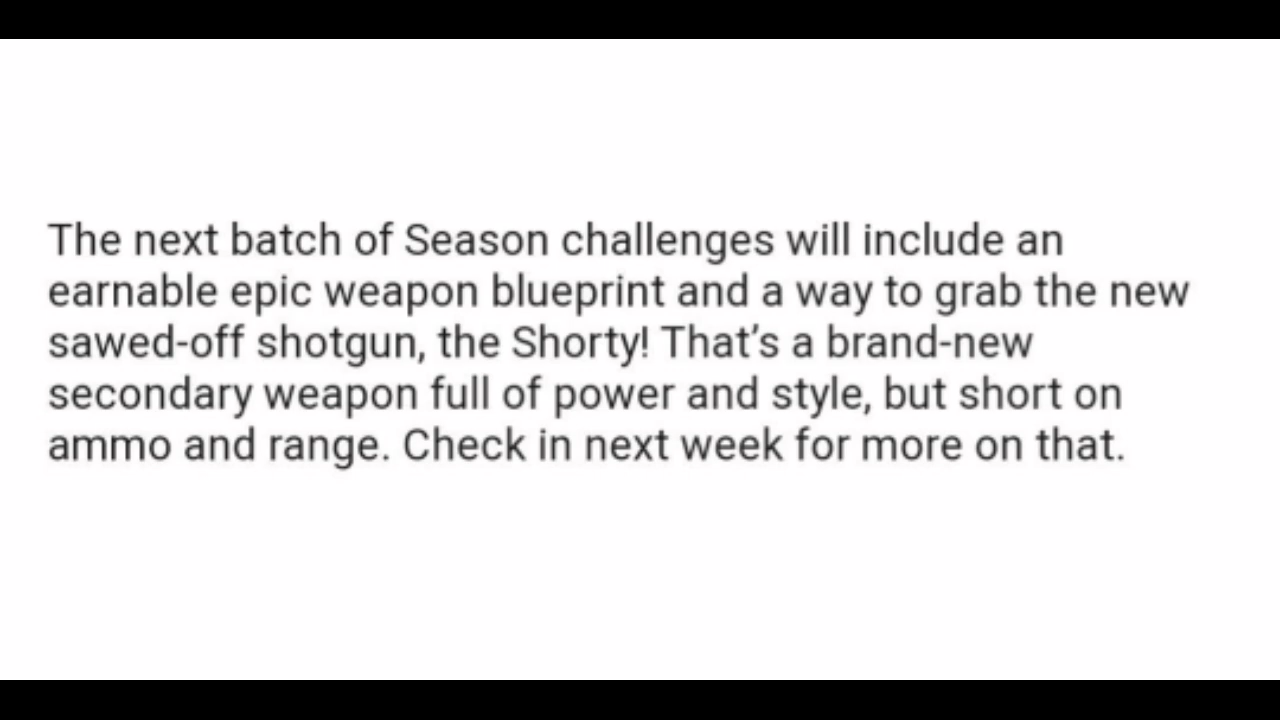 The next batch of Season challenges will include an
earnable epic weapon blueprint and a way to grab the new
sawed-off shotgun, the Shorty! That’s a brand-new
secondary weapon full of power and style, but short on
ammo and range. Check in next week for more on that.